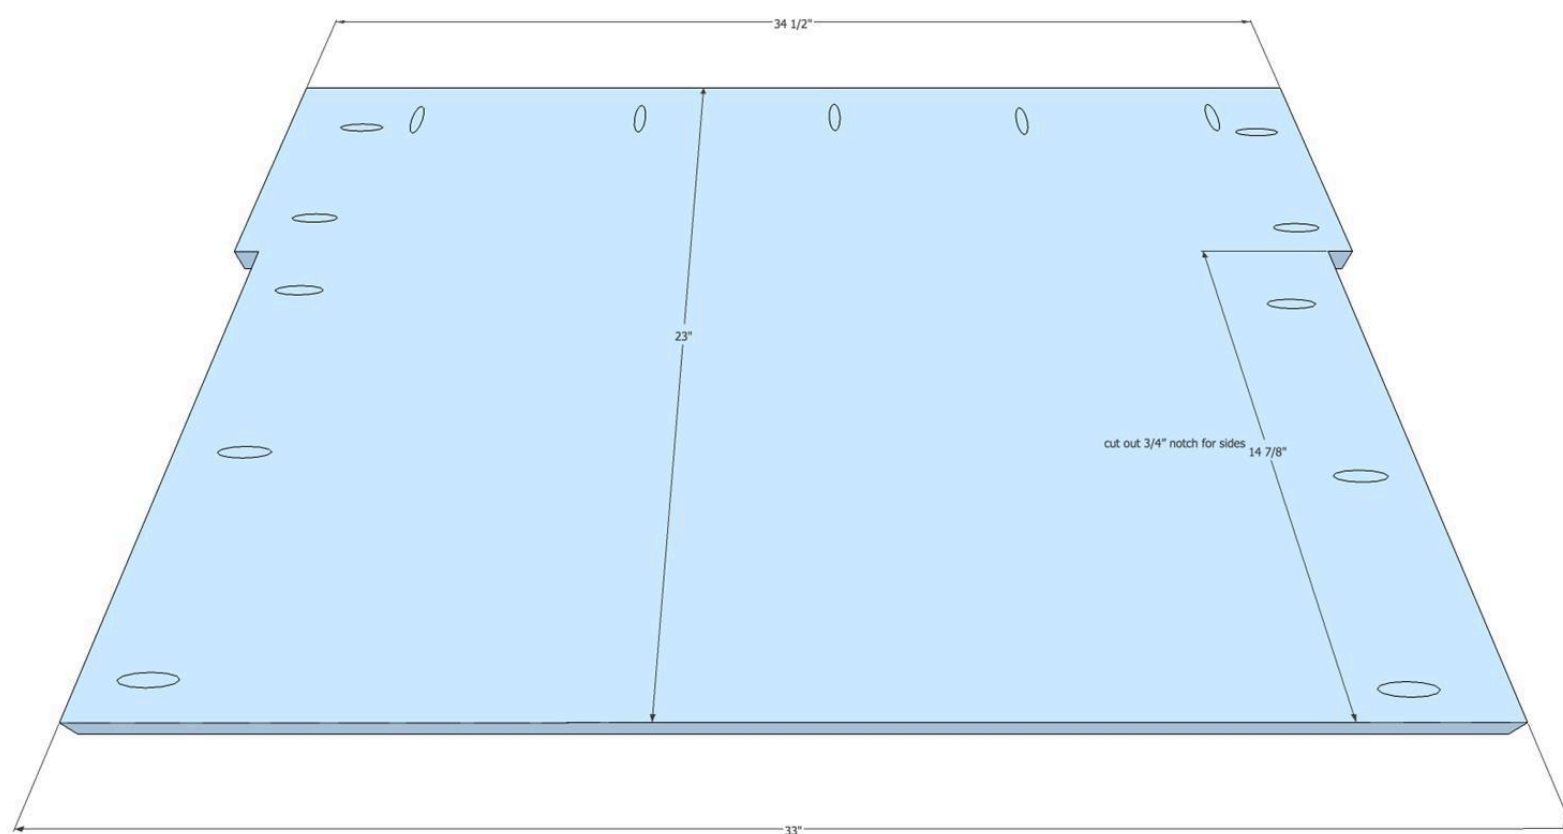 34 1/2"
23"
cut out 3/4" notch for sides
14 7/8"
33"